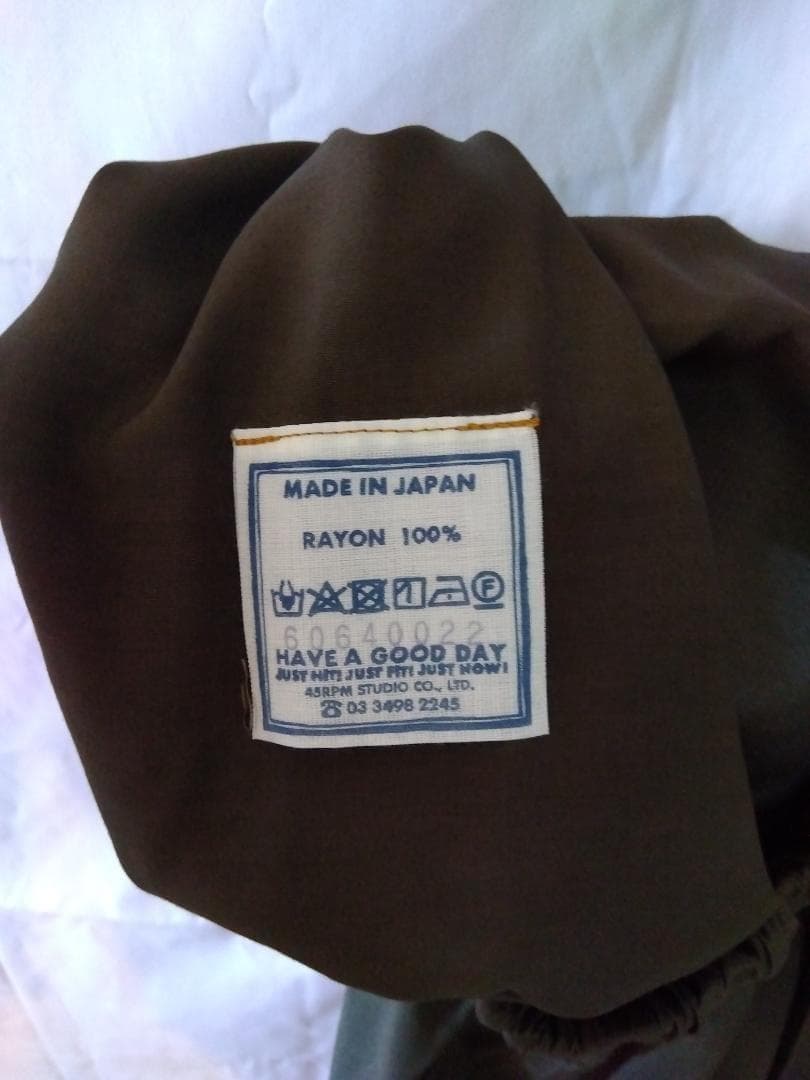 MADE IN JAPAN
RAYON 100%
F
60640022
HAVE A GOOD DAY
JUST HIT! JUST FIT! JUST NOW!
45RPM STUDIO CO., LTD.
☎ 03 3498 2245